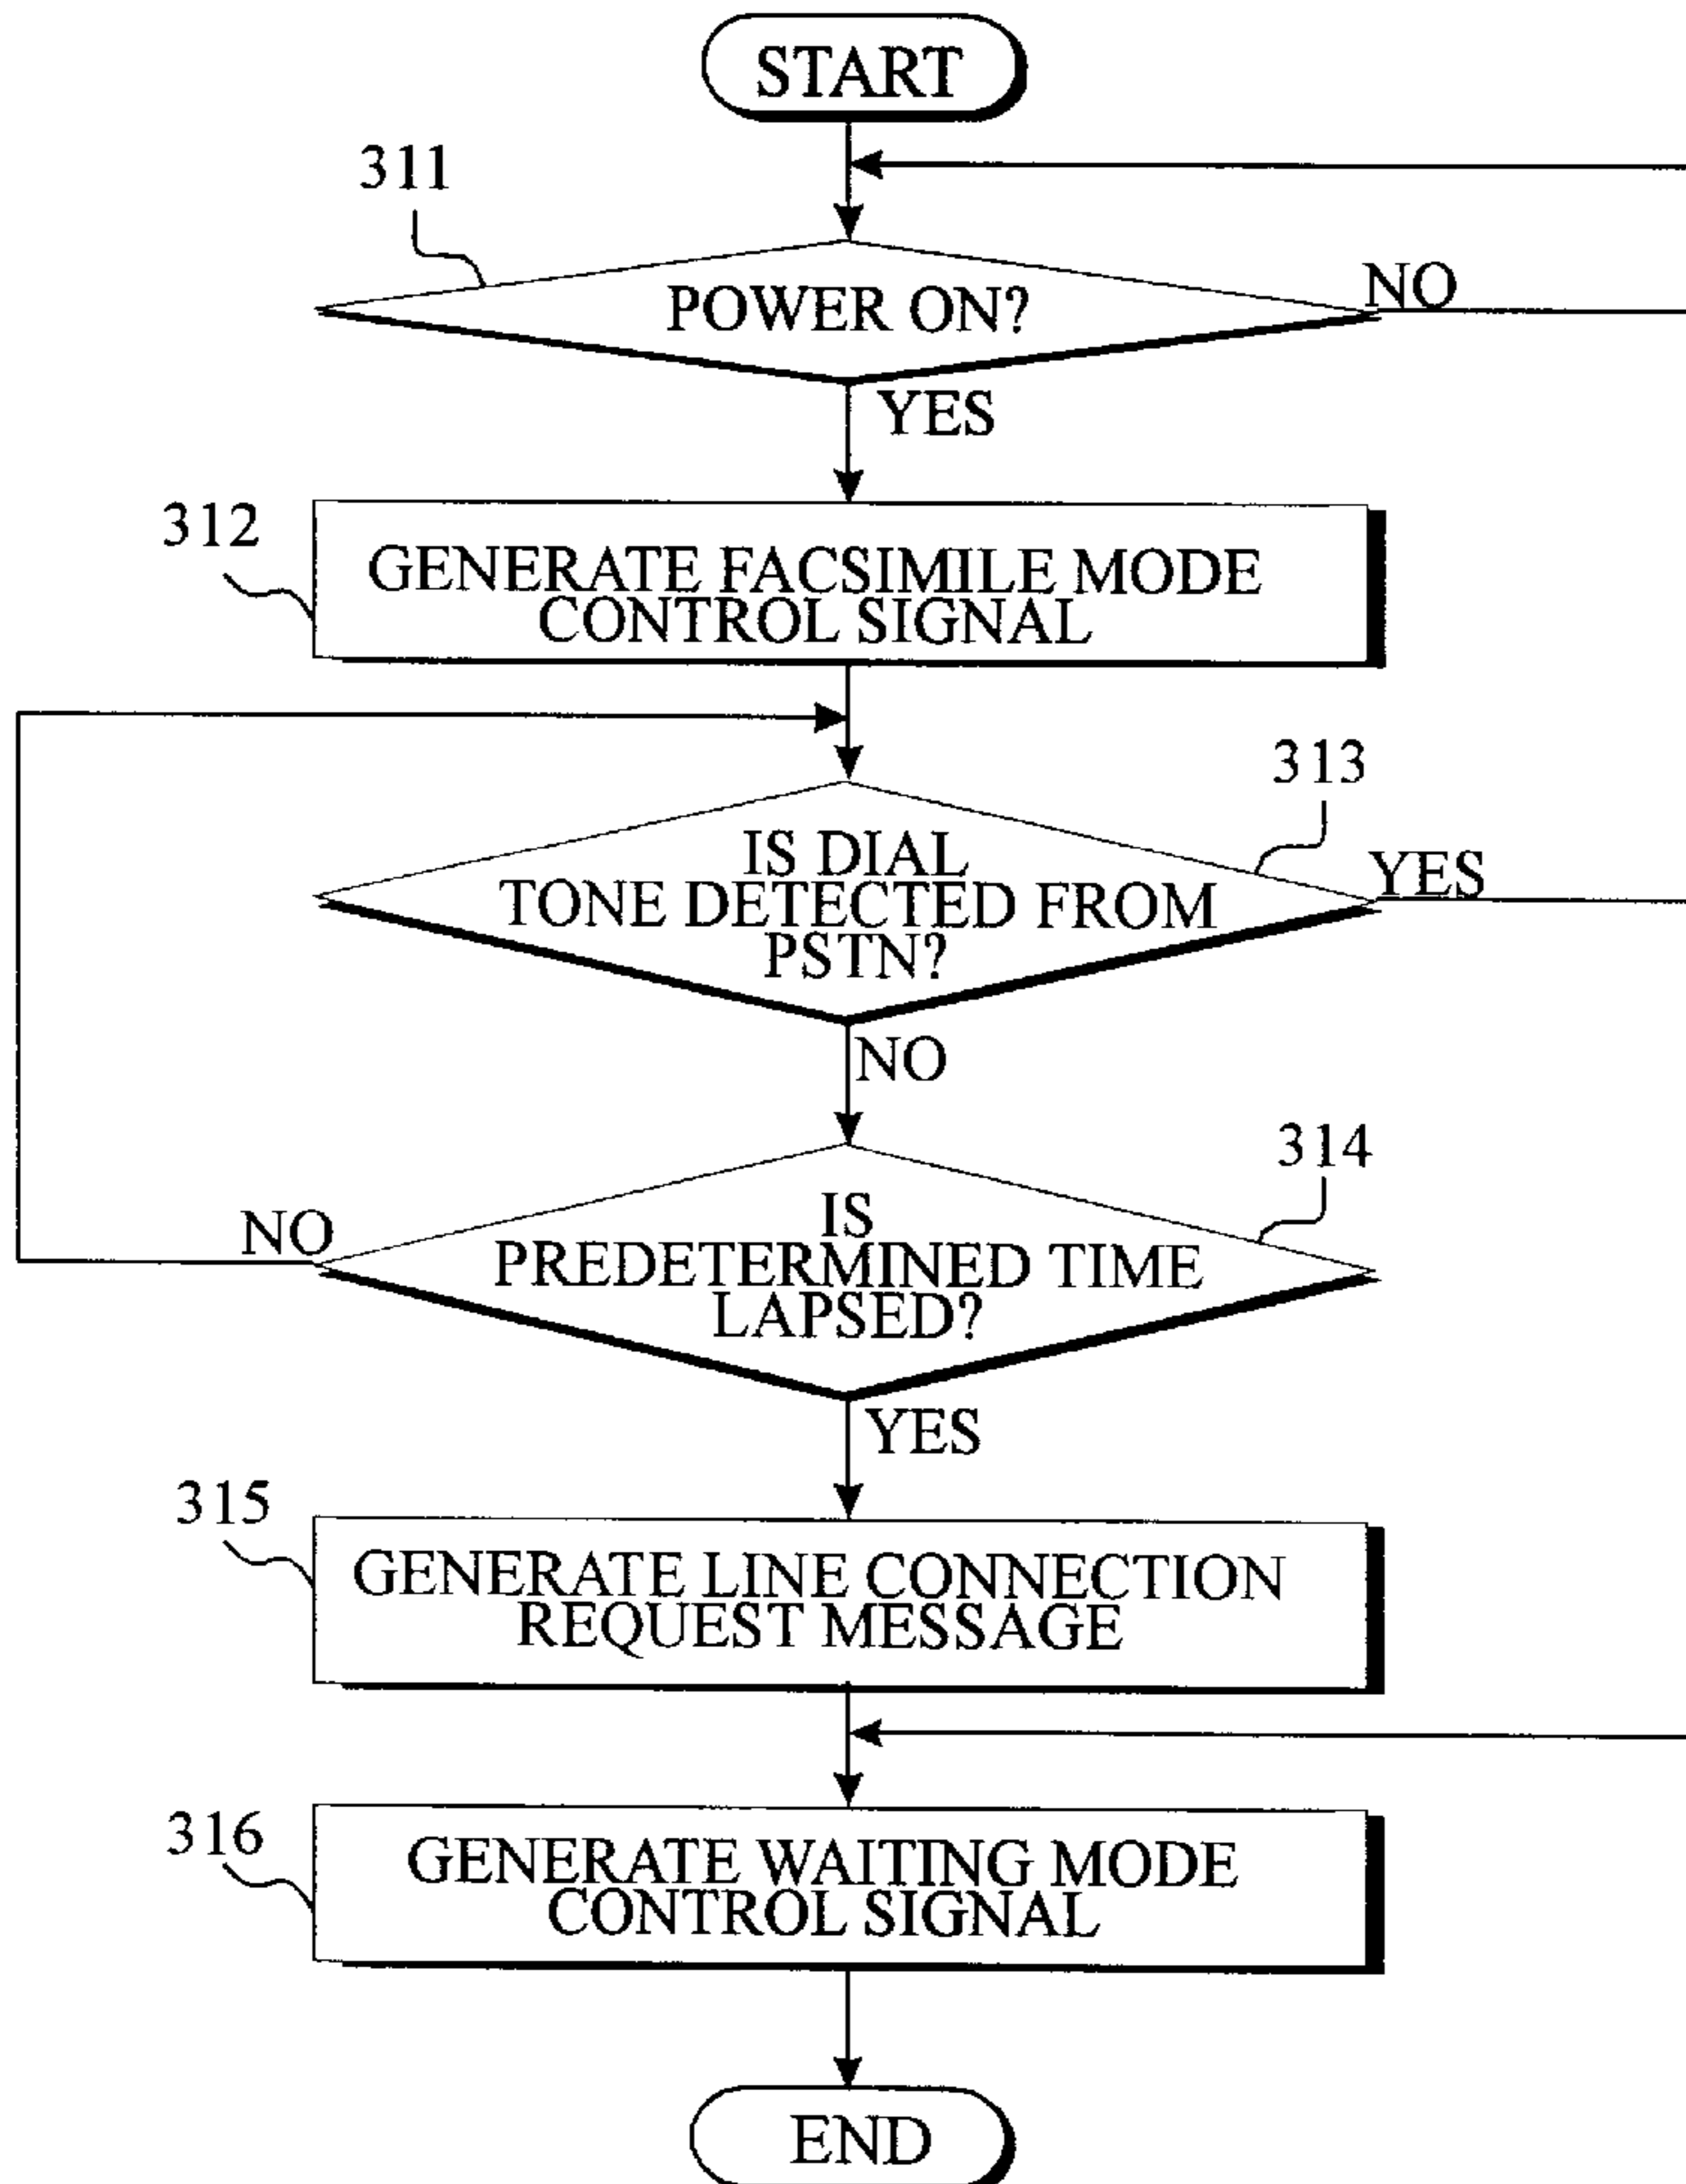 START
311
POWER ON?
NO
YES
312
GENERATE FACSIMILE MODE
CONTROL SIGNAL
313
IS DIAL
TONE DETECTED FROM
PSTN?
YES
NO
314
IS
PREDETERMINED TIME
LAPSED?
NO
YES
315
GENERATE LINE CONNECTION
REQUEST MESSAGE
316
GENERATE WAITING MODE
CONTROL SIGNAL
END